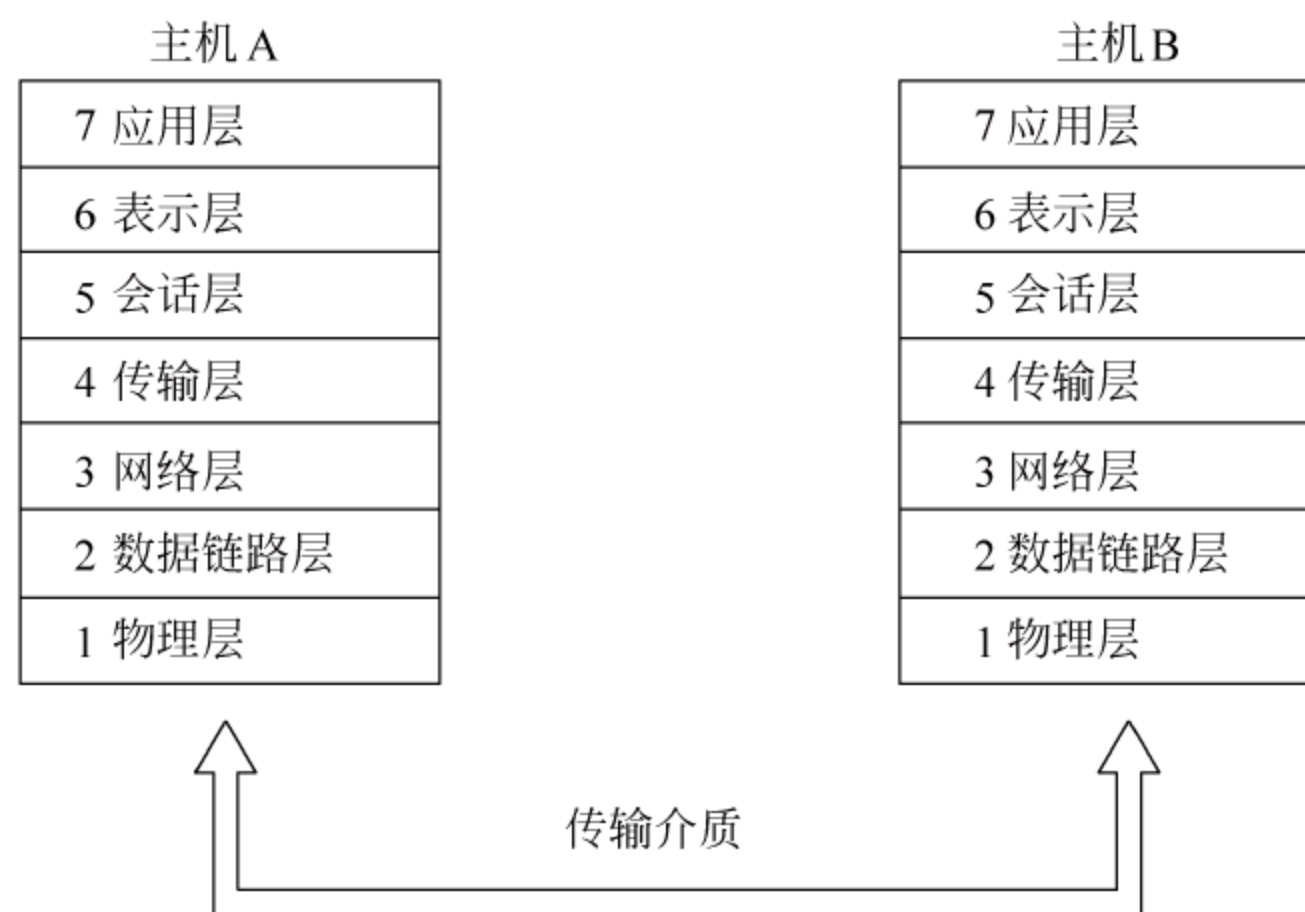 主机 A
7 应用层
6 表示层
5 会话层
4 传输层
3 网络层
2 数据链路层
1 物理层
主机 B
7 应用层
6 表示层
5 会话层
4 传输层
3 网络层
2 数据链路层
1 物理层
传输介质